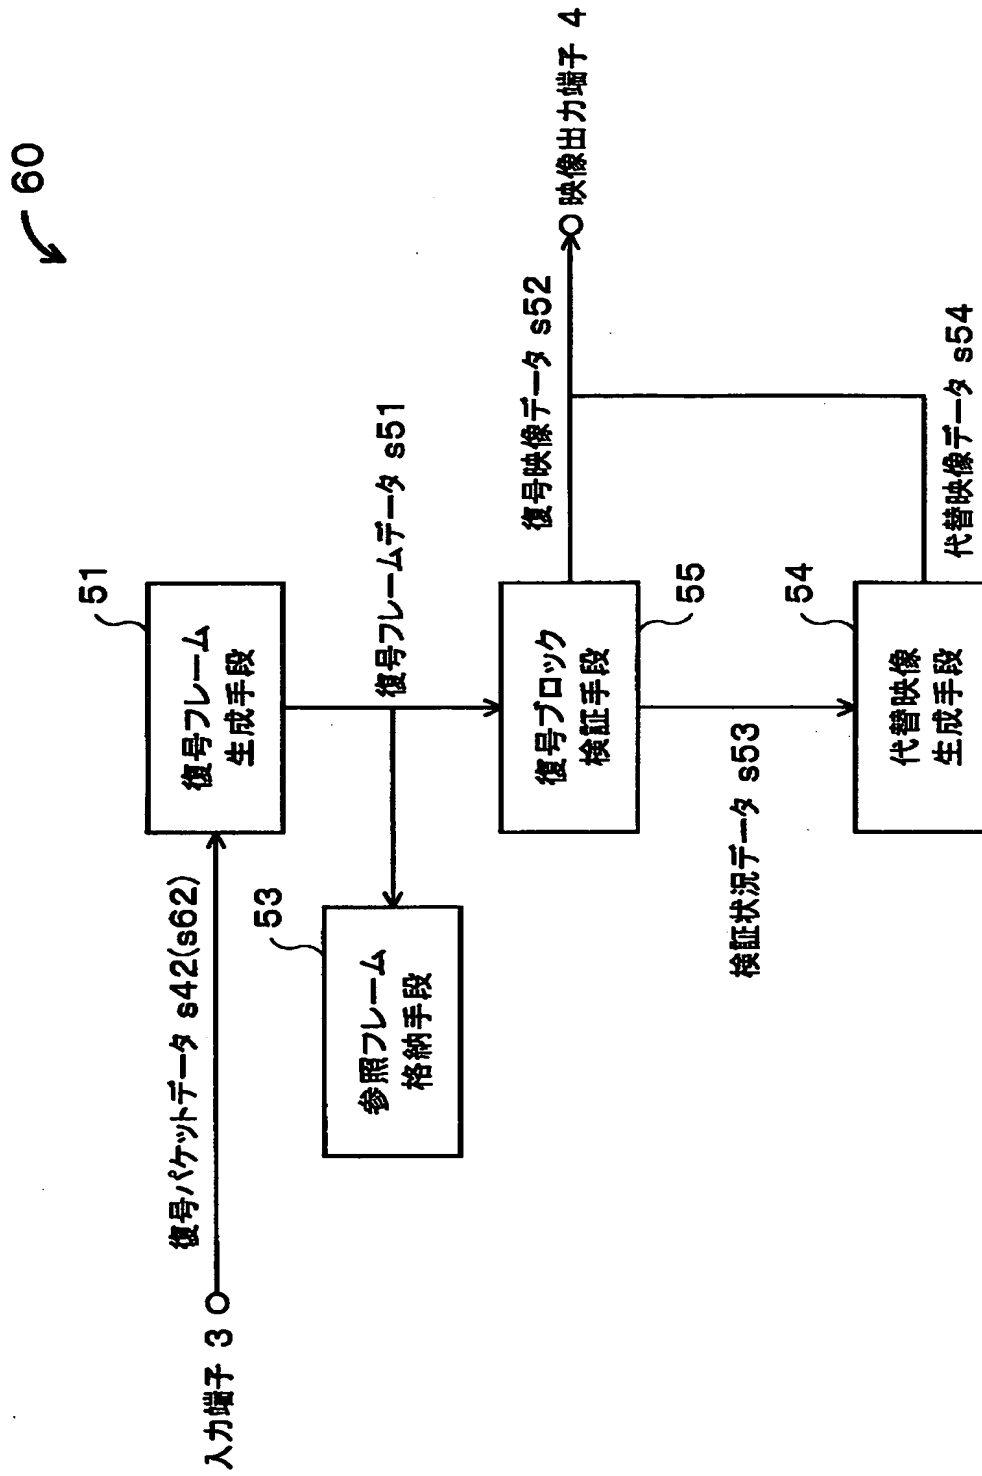 60
51
復号フレーム
生成手段
復号パケットデータ s42(s62)
入力端子 3
復号フレームデータ s51
53
参照フレーム
格納手段
復号ブロック
検証手段
55
復号映像データ s52
映像出力端子 4
検証状況データ s53
54
代替映像
生成手段
代替映像データ s54